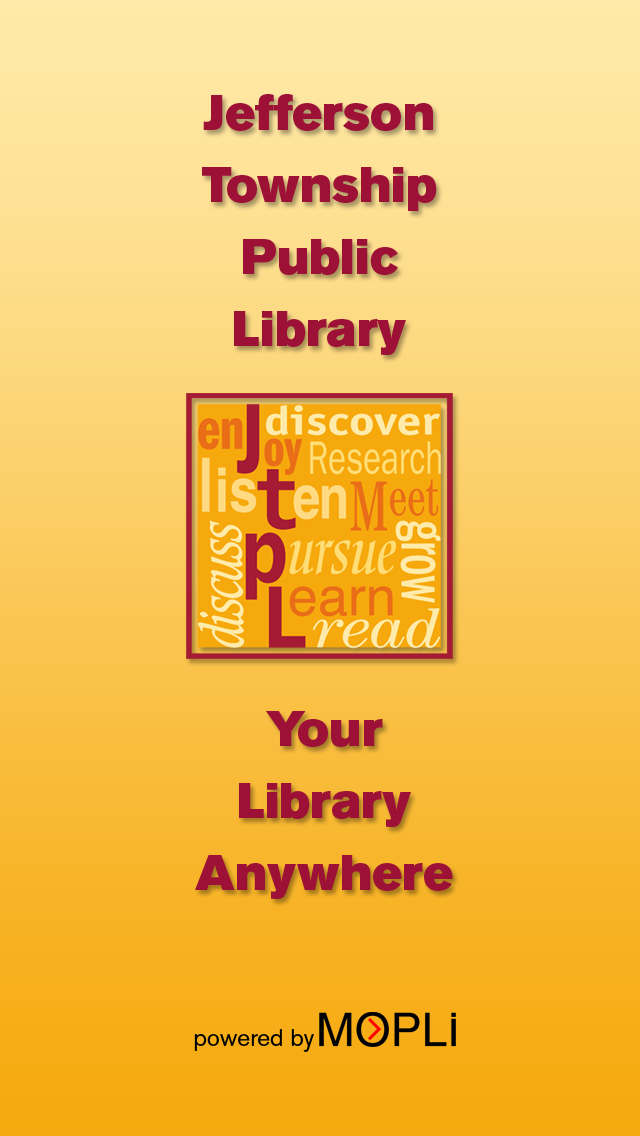 Jefferson
Township
Public
Library
enJoy discover
Research
listen Meet
discuss
pursue
grow
Learn
read
Your
Library
Anywhere
powered by MOPLi